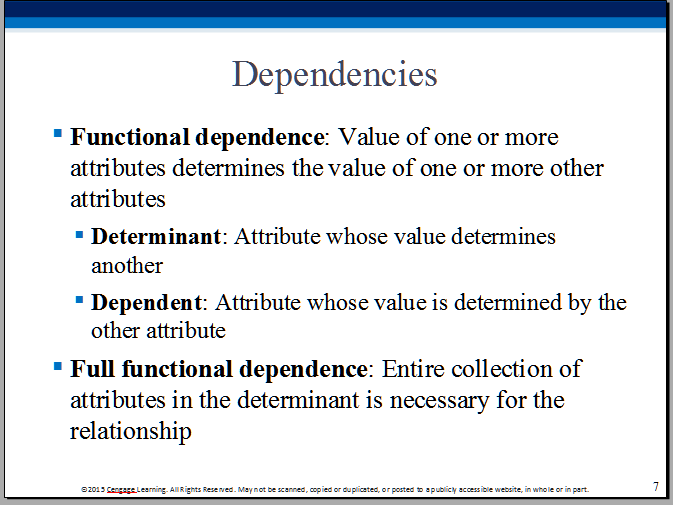 Dependencies
Functional dependence: Value of one or more
attributes determines the value of one or more other
attributes
Determinant: Attribute whose value determines
another
Dependent: Attribute whose value is determined by the
other attribute
Full functional dependence: Entire collection of
attributes in the determinant is necessary for the
relationship
©2015 Cengage Learning. All Rights Reserved. May not be scanned, copied or duplicated, or posted to a publicly accessible website, in whole or in part.
7